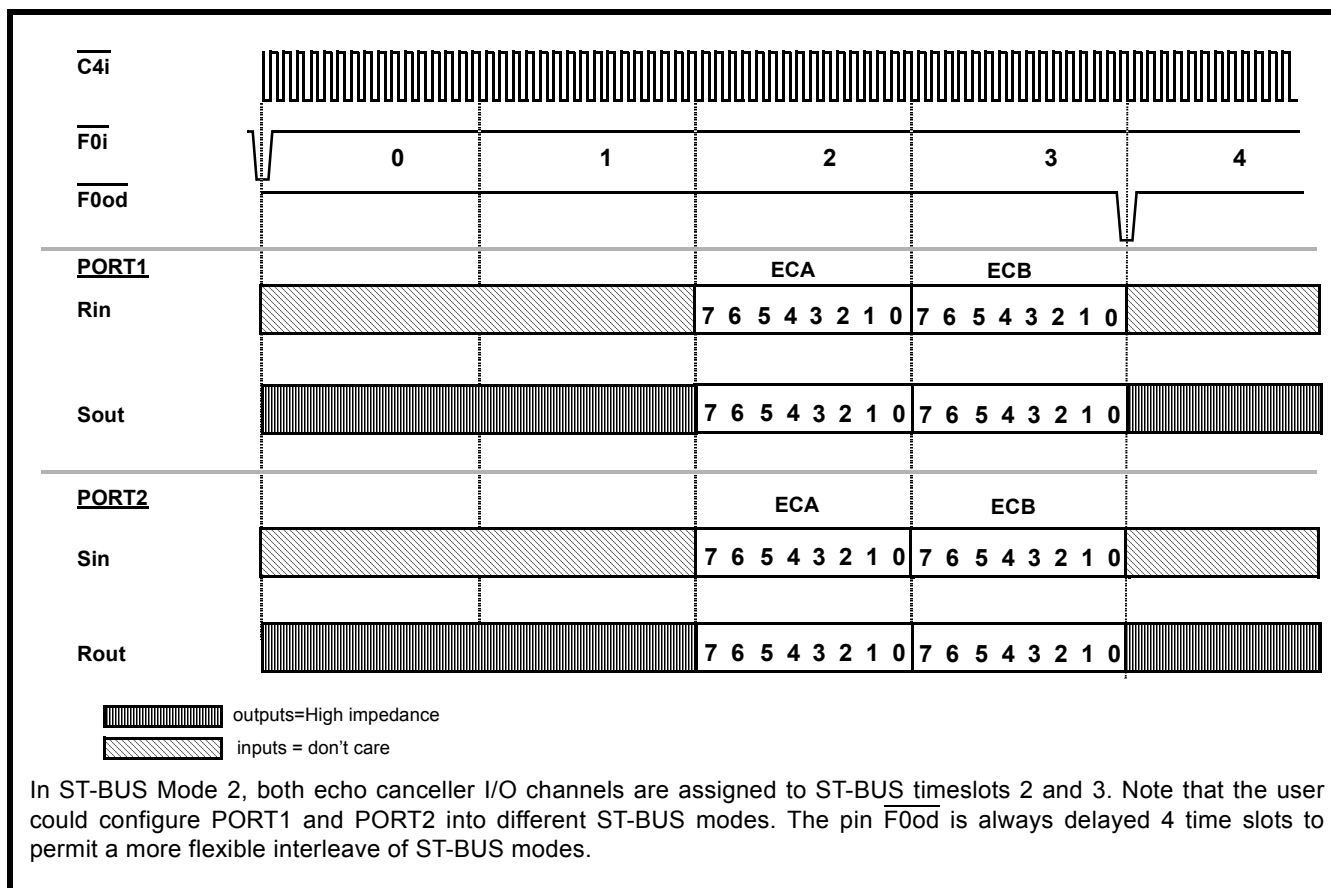 C4i
F0i
0 1 2 3 4
F0od
PORT1
ECA ECB
Rin
7 6 5 4 3 2 1 0 7 6 5 4 3 2 1 0
Sout
7 6 5 4 3 2 1 0 7 6 5 4 3 2 1 0
PORT2
ECA ECB
Sin
7 6 5 4 3 2 1 0 7 6 5 4 3 2 1 0
Rout
7 6 5 4 3 2 1 0 7 6 5 4 3 2 1 0
outputs=High impedance
inputs = don't care
In ST-BUS Mode 2, both echo canceller I/O channels are assigned to ST-BUS timeslots 2 and 3. Note that the user
could configure PORT1 and PORT2 into different ST-BUS modes. The pin F0od is always delayed 4 time slots to
permit a more flexible interleave of ST-BUS modes.